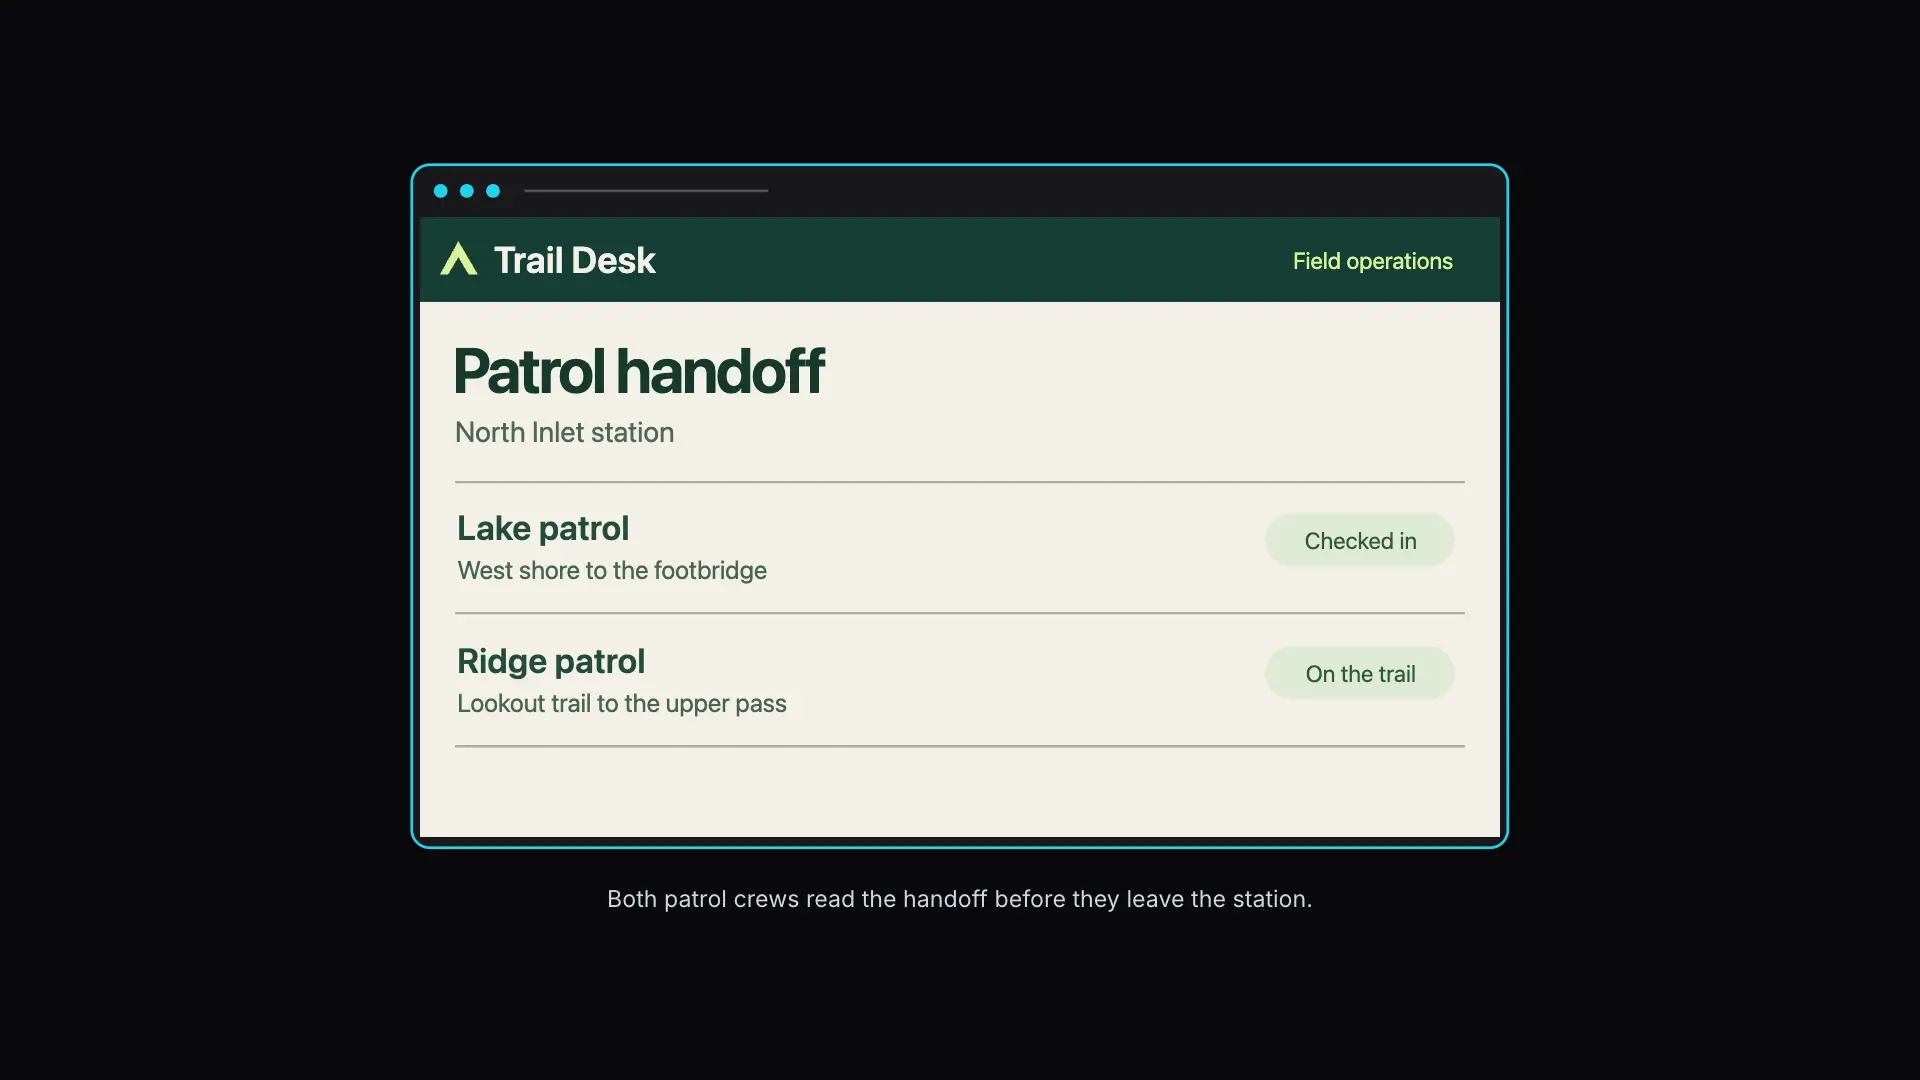 Trail Desk
Field operations
Patrol handoff
North Inlet station
Lake patrol
Checked in
West shore to the footbridge
Ridge patrol
On the trail
Lookout trail to the upper pass
Both patrol crews read the handoff before they leave the station.